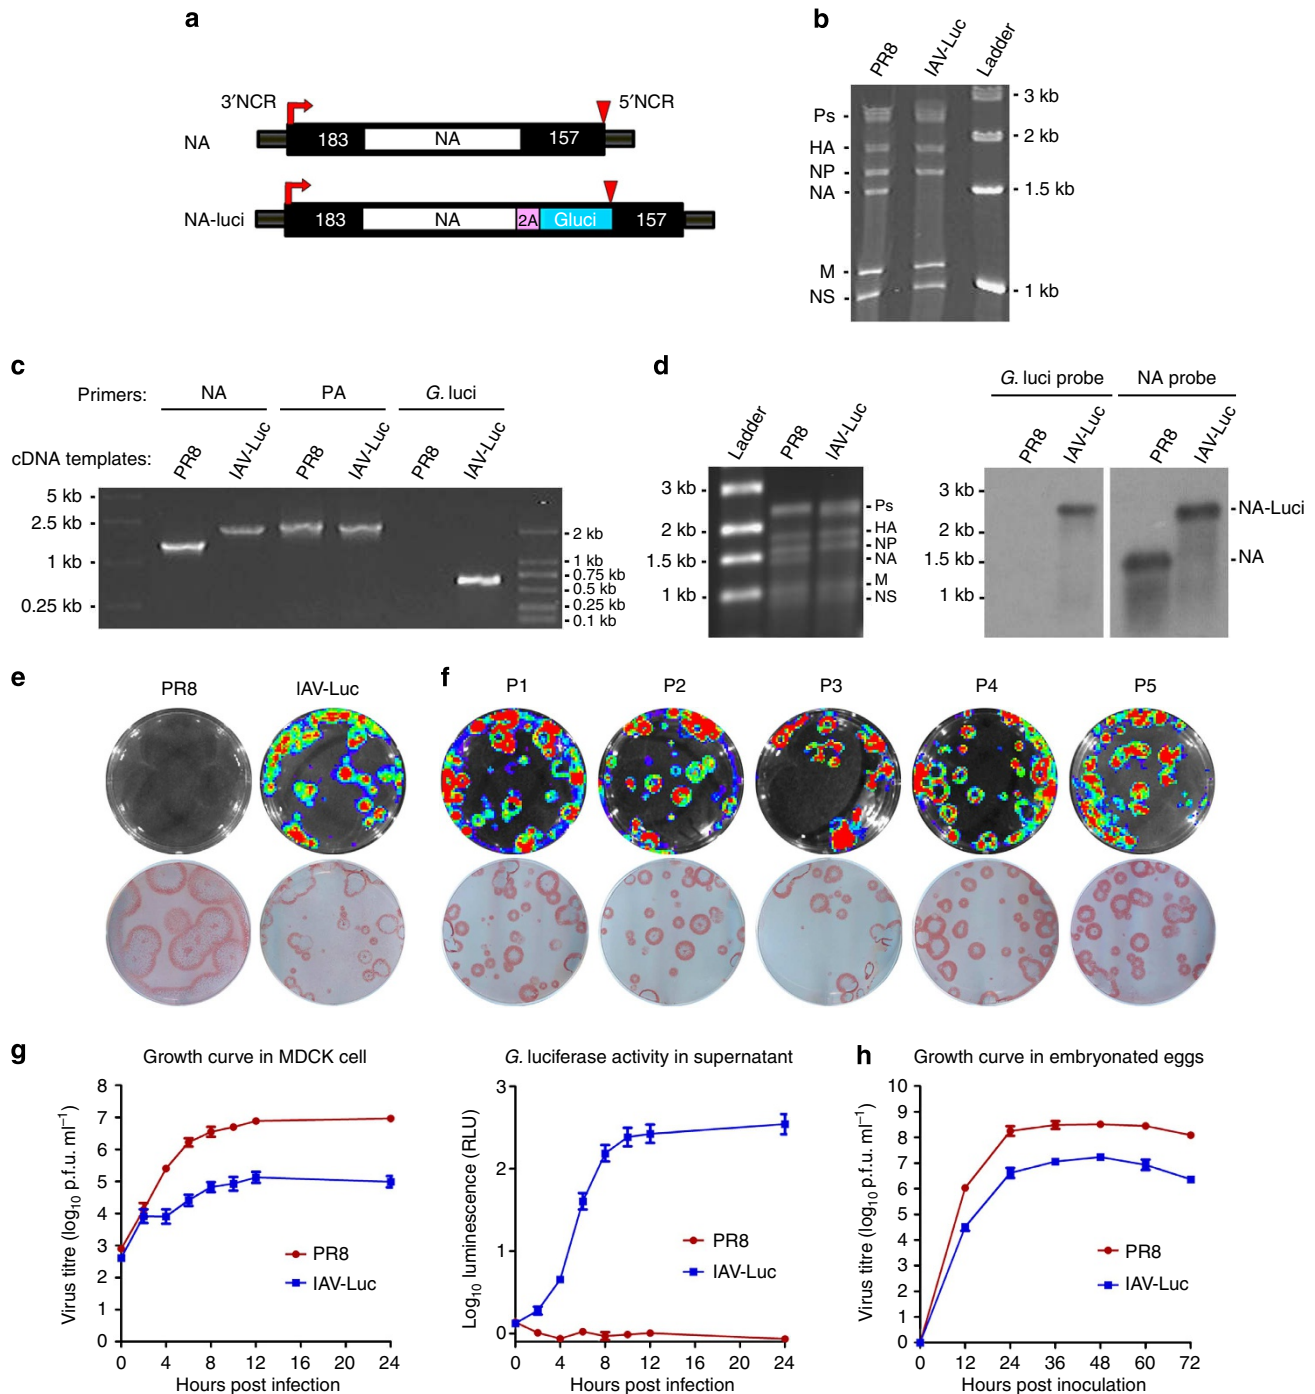 a
3′NCR
5′NCR
NA
183
NA
157
NA-luci
183
NA
2A
Gluci
157
b
PR8
IAV-Luc
Ladder
Ps
HA
NP
NA
M
NS
3 kb
2 kb
1.5 kb
1 kb
c
Primers:
NA
PA
G. luci
cDNA templates:
PR8
IAV-Luc
PR8
IAV-Luc
PR8
IAV-Luc
5 kb
2.5 kb
1 kb
0.25 kb
2 kb
1 kb
0.75 kb
0.5 kb
0.25 kb
0.1 kb
d
Ladder
PR8
IAV-Luc
3 kb
2 kb
1.5 kb
1 kb
Ps
HA
NP
NA
M
NS
G. luci probe
NA probe
PR8
IAV-Luc
PR8
IAV-Luc
3 kb
2 kb
1.5 kb
1 kb
NA-Luci
NA
e
PR8
IAV-Luc
f
P1
P2
P3
P4
P5
g
Growth curve in MDCK cell
Virus titre (log10 p.f.u. ml−1)
8
7
6
5
4
3
2
1
0
PR8
IAV-Luc
0 4 8 12 16 20 24
Hours post infection
G. luciferase activity in supernatant
Log10 luminescence (RLU)
3
2
1
0
PR8
IAV-Luc
0 4 8 12 16 20 24
Hours post infection
h
Growth curve in embryonated eggs
Virus titre (log10 p.f.u. ml−1)
10
9
8
7
6
5
4
3
2
1
0
PR8
IAV-Luc
0 12 24 36 48 60 72
Hours post inoculation